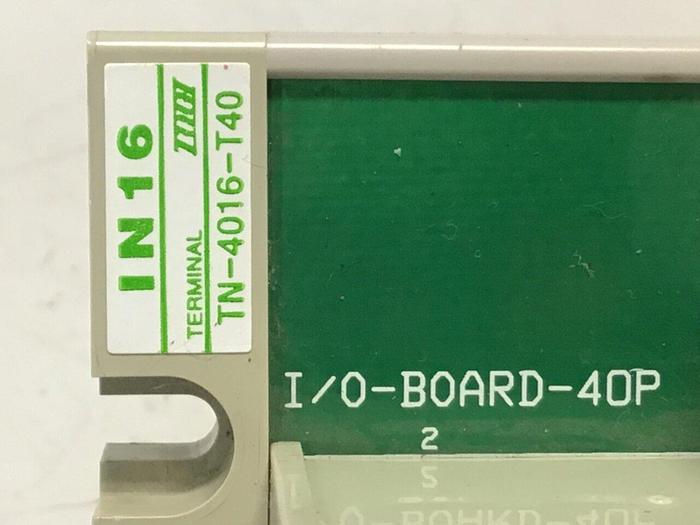 IN16
TERMINAL
TN-4016-T40
I/O-BOARD-40P
2